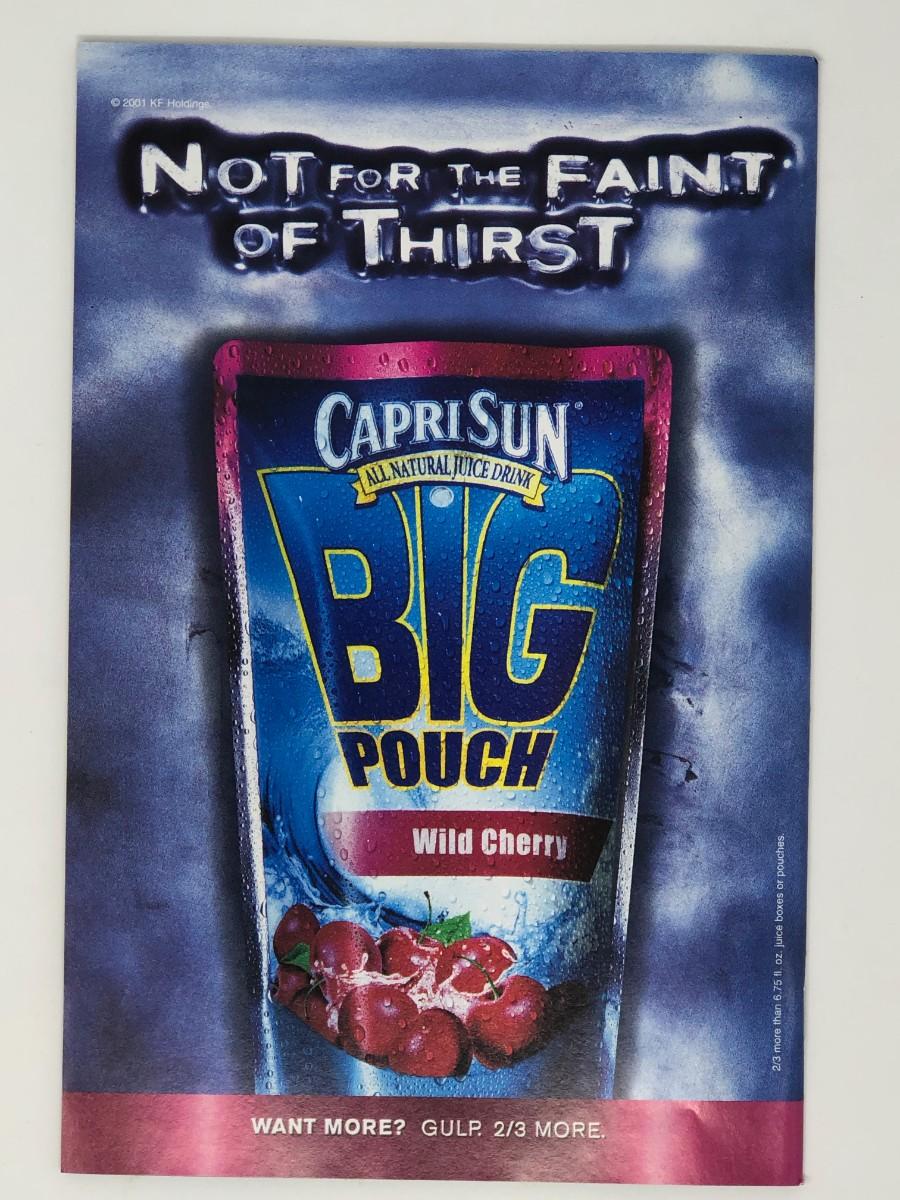 © 2001 KF Holdings.
NOT FOR THE FAINT
OF THIRST
CAPRI SUN®
ALL NATURAL JUICE DRINK
BIG
POUCH
Wild Cherry
2/3 more than 6.75 fl. oz. juice boxes or pouches.
WANT MORE? GULP. 2/3 MORE.